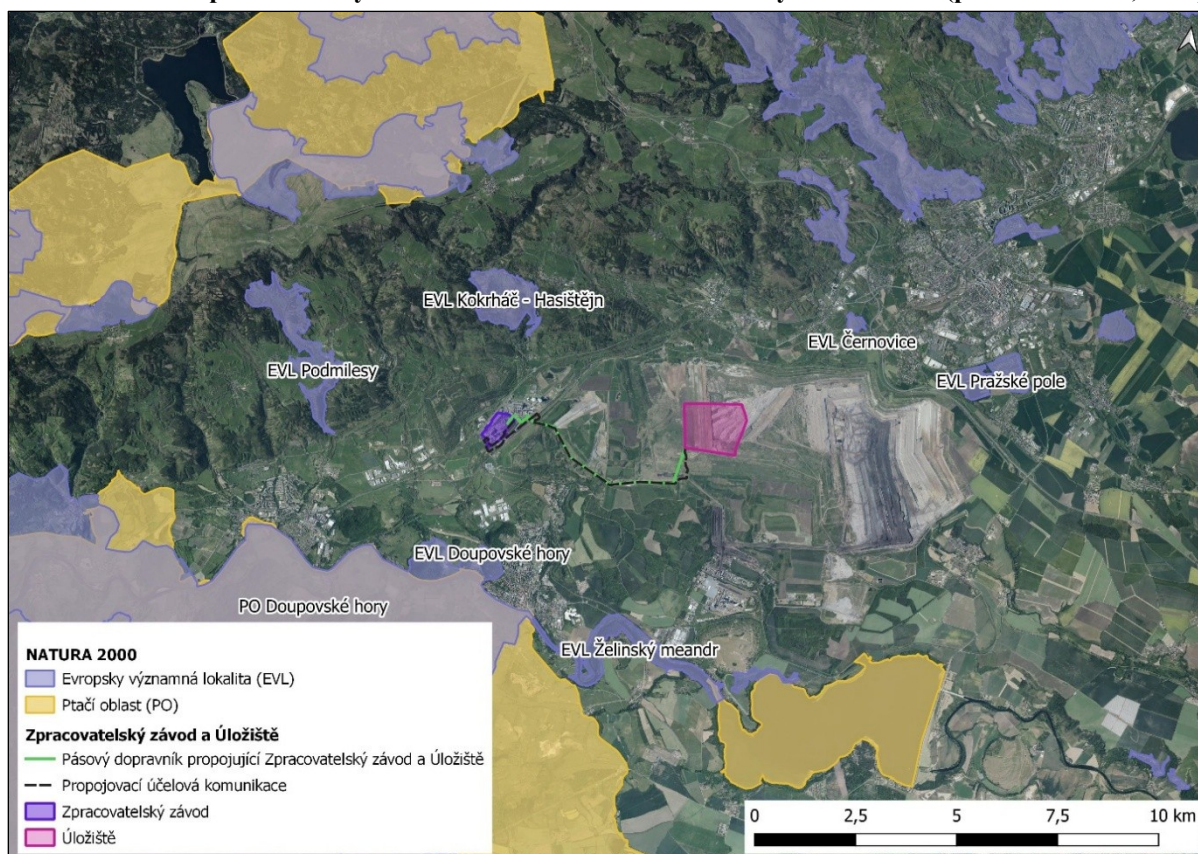 EVL Kokrháč - Hasištějn
EVL Černovice
EVL Podmilesy
EVL Pražské pole
EVL Doupovské hory
PO Doupovské hory
EVL Želinský meandr
NATURA 2000
Evropsky významná lokalita (EVL)
Ptačí oblast (PO)
Zpracovatelský závod a Úložiště
Pásový dopravník propojující Zpracovatelský závod a Úložiště
Propojovací účelová komunikace
Zpracovatelský závod
Úložiště
0 2,5 5 7,5 10 km